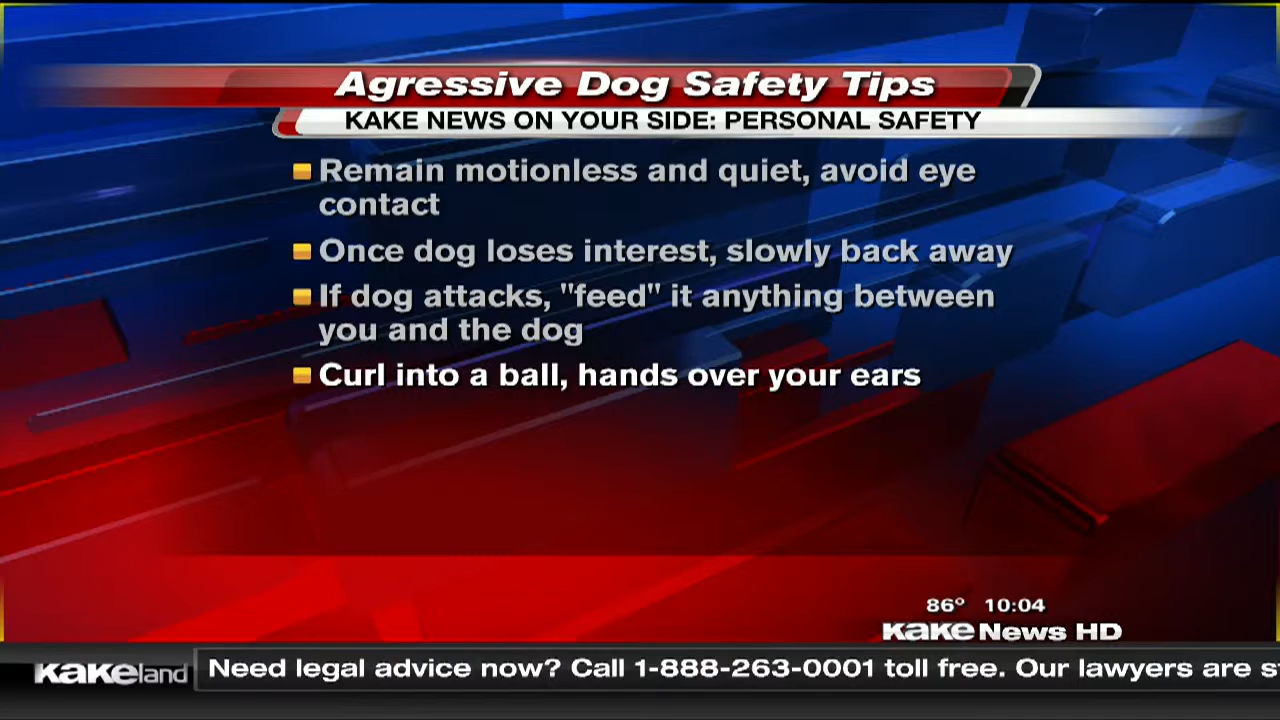 Agressive Dog Safety Tips
KAKE NEWS ON YOUR SIDE: PERSONAL SAFETY
Remain motionless and quiet, avoid eye
contact
Once dog loses interest, slowly back away
If dog attacks, "feed" it anything between
you and the dog
Curl into a ball, hands over your ears
86° 10:04
KAKE News HD
KAKEland
Need legal advice now? Call 1-888-263-0001 toll free. Our lawyers are